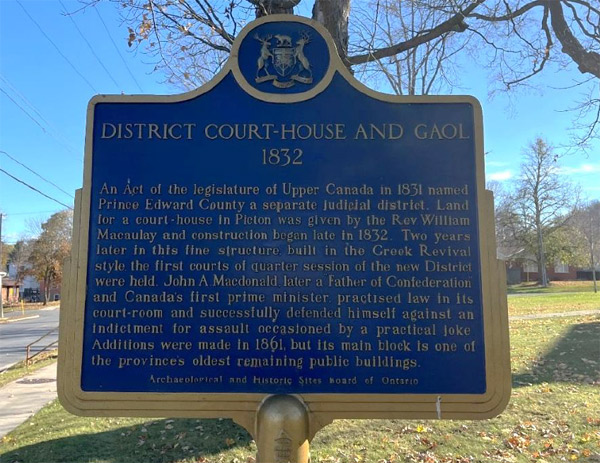 DISTRICT COURT-HOUSE AND GAOL
1832
An Act of the legislature of Upper Canada in 1831 named
Prince Edward County a separate judicial district. Land
for a court-house in Picton was given by the Rev. William
Macaulay and construction began late in 1832. Two years
later in this fine structure, built in the Greek Revival
style the first courts of quarter session of the new District
were held. John A. Macdonald, later a Father of Confederation
and Canada's first prime minister, practised law in its
court-room and successfully defended himself against an
indictment for assault occasioned by a practical joke.
Additions were made in 1861, but its main block is one of
the province's oldest remaining public buildings.
Archaeological and Historic Sites Board of Ontario